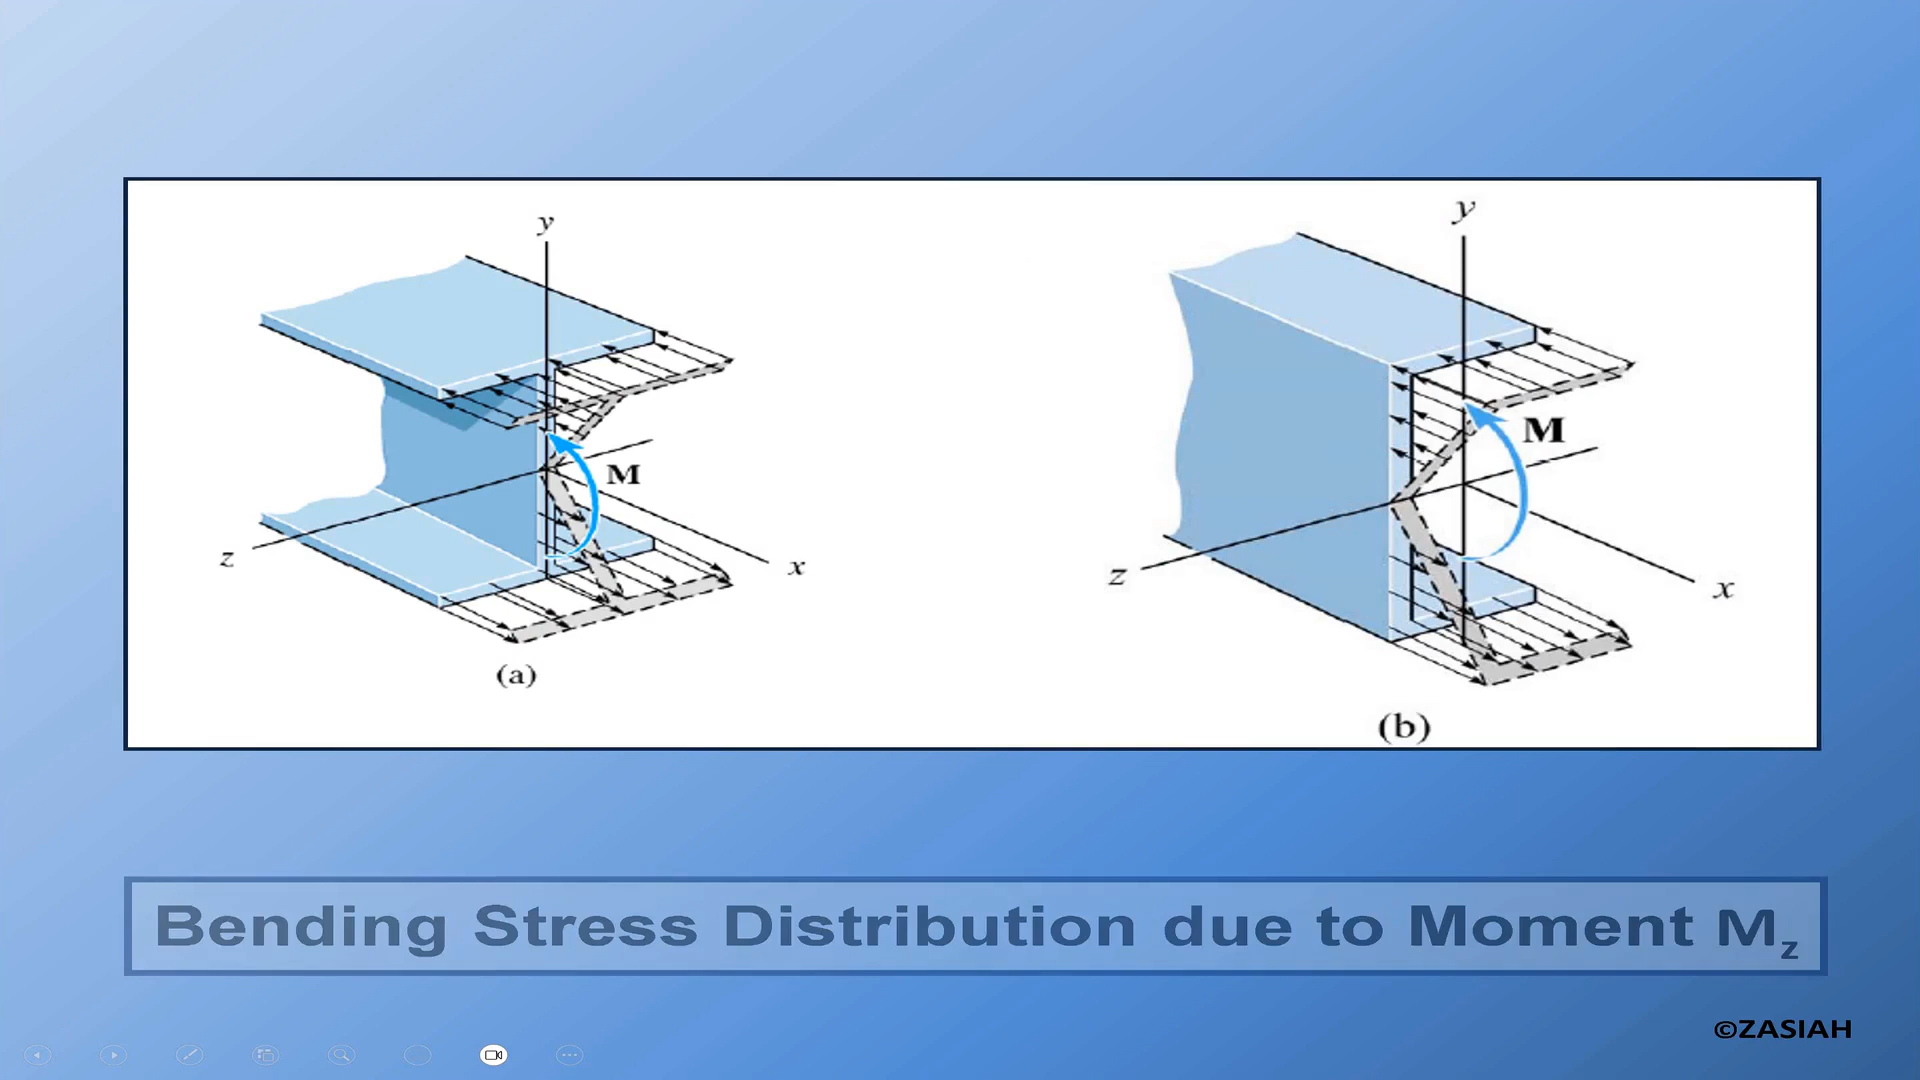 y
y
M
M
z
x
z
x
(a)
(b)
Bending Stress Distribution due to Moment Mz
©ZASIAH